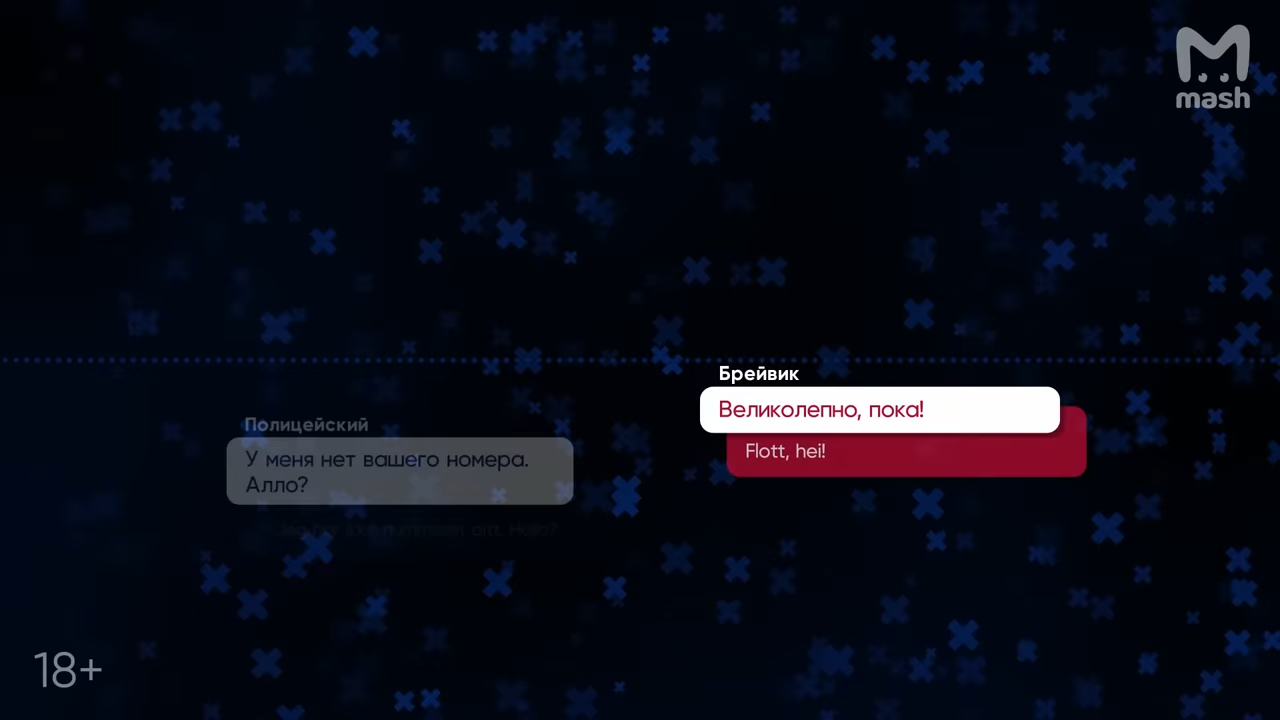 mash
Брейвик
Великолепно, пока!
Flott, hei!
Полицейский
У меня нет вашего номера.
Алло?
18+